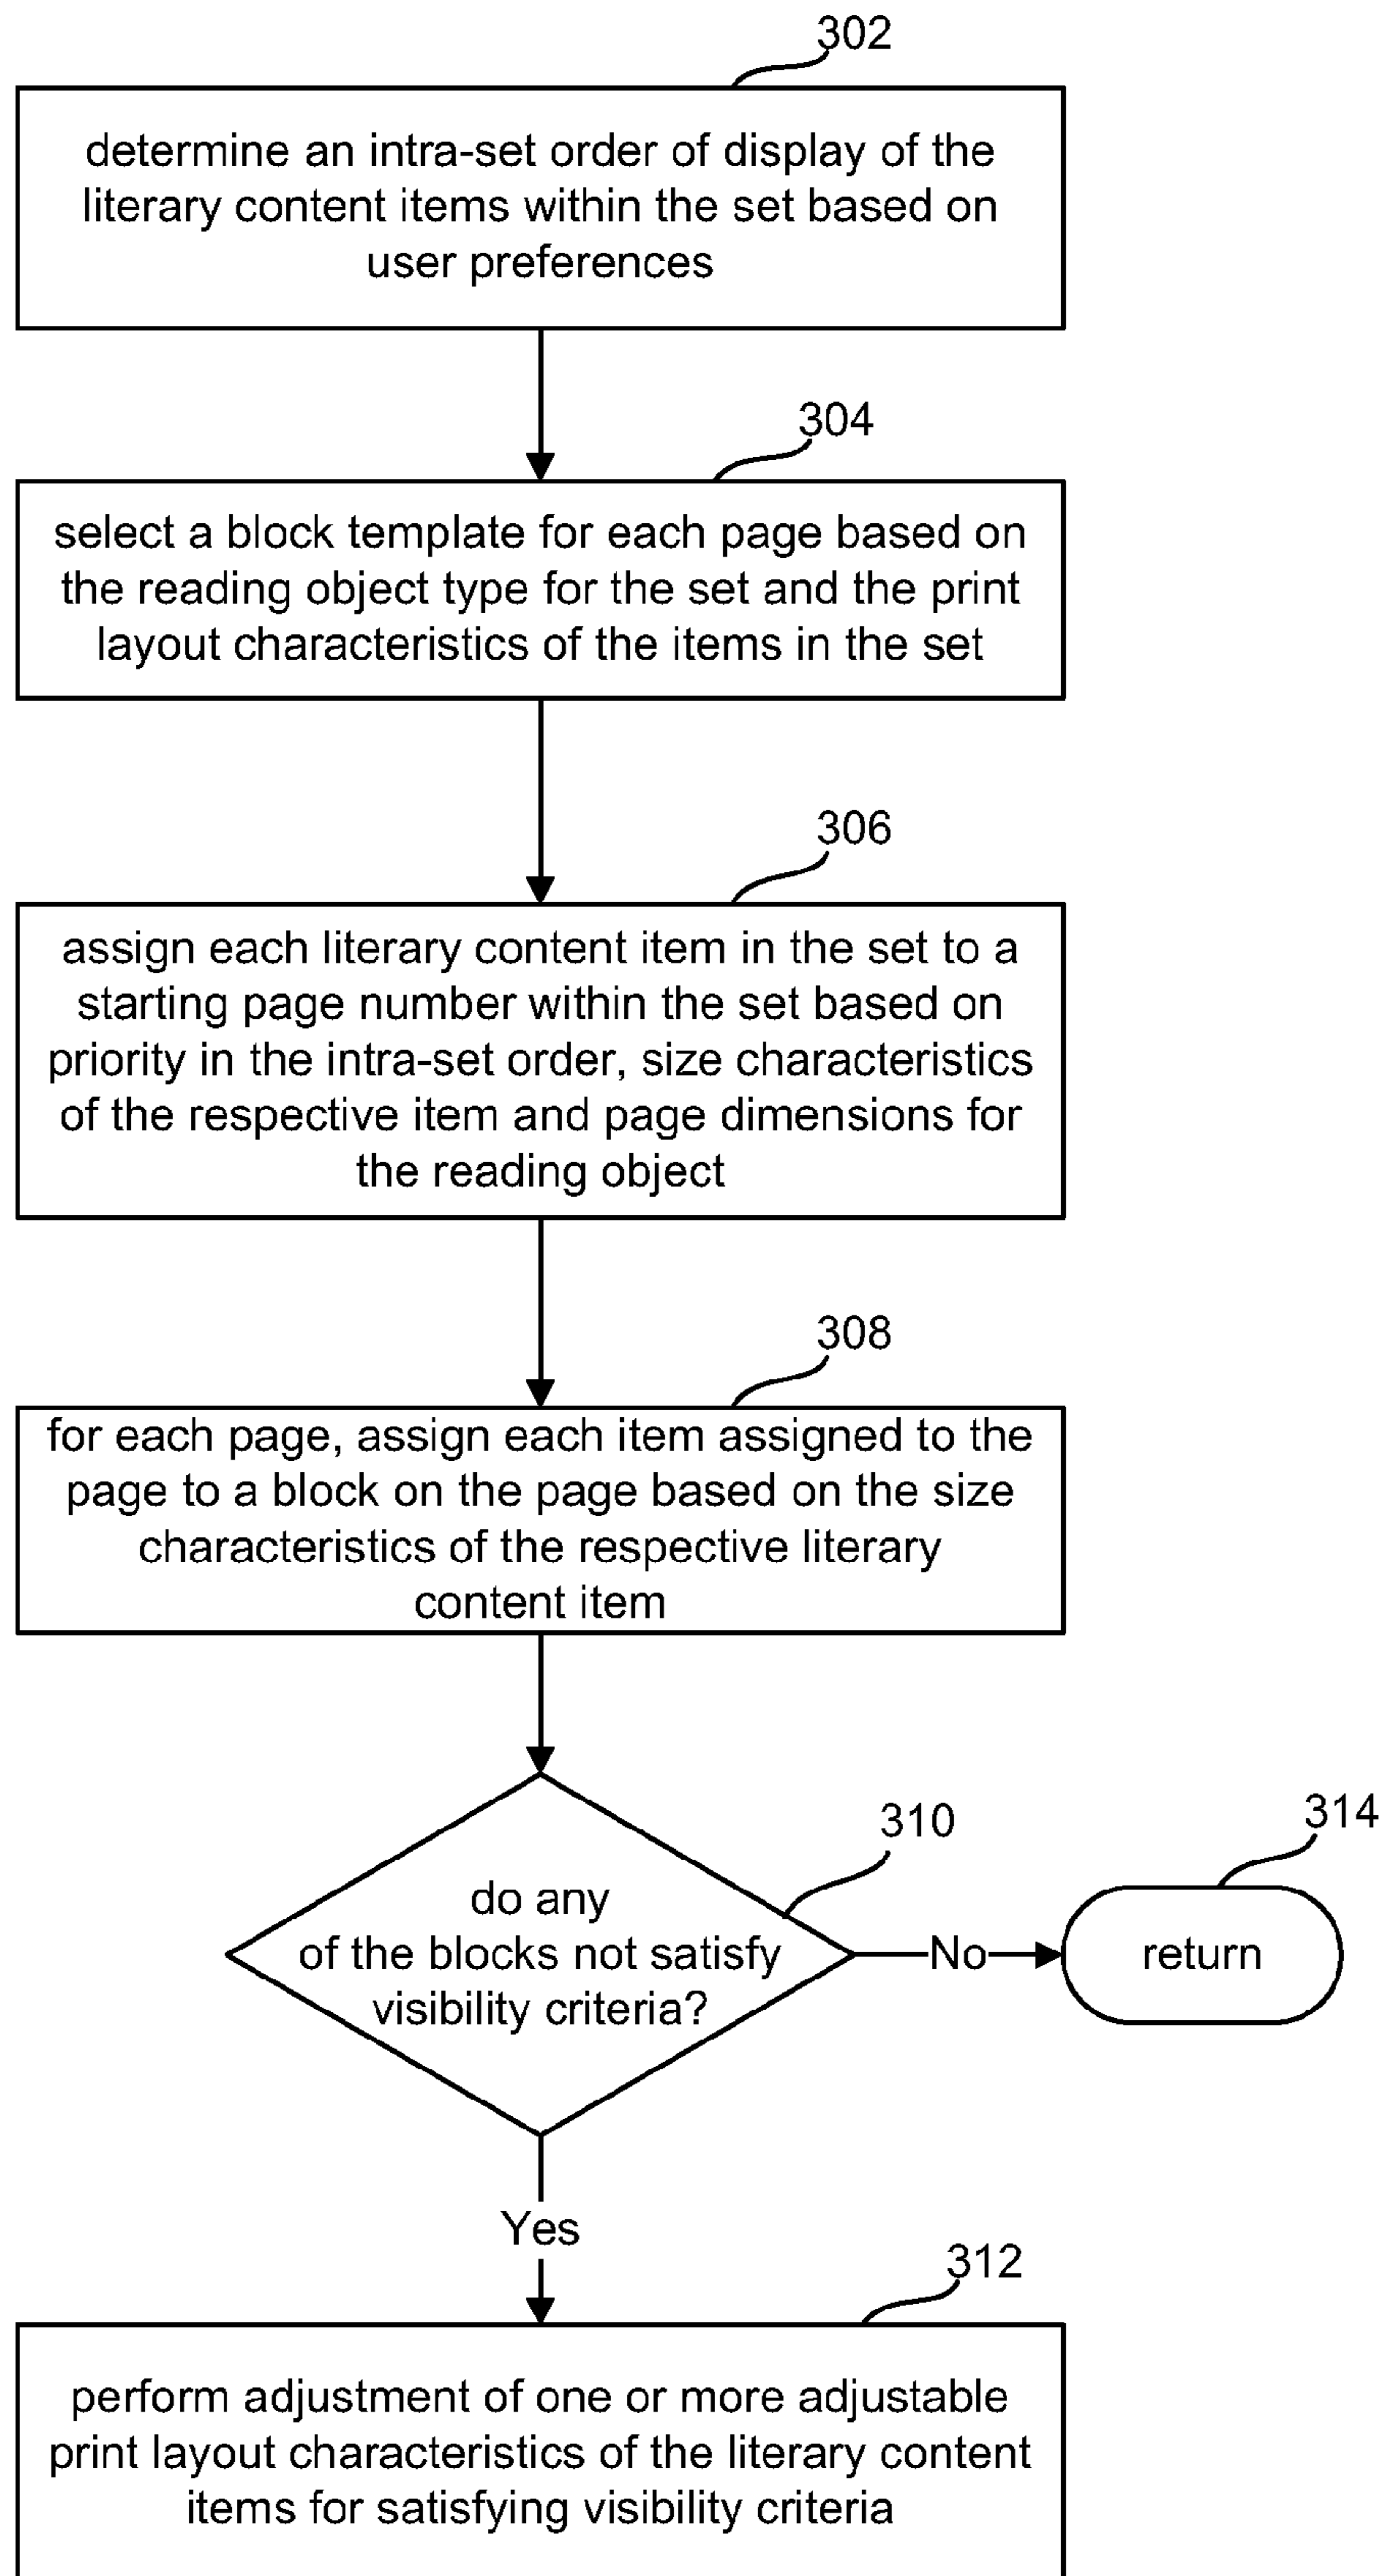 302
determine an intra-set order of display of the
literary content items within the set based on
user preferences
304
select a block template for each page based on
the reading object type for the set and the print
layout characteristics of the items in the set
306
assign each literary content item in the set to a
starting page number within the set based on
priority in the intra-set order, size characteristics
of the respective item and page dimensions for
the reading object
308
for each page, assign each item assigned to the
page to a block on the page based on the size
characteristics of the respective literary
content item
310
do any
of the blocks not satisfy
visibility criteria?
No
314
return
Yes
312
perform adjustment of one or more adjustable
print layout characteristics of the literary content
items for satisfying visibility criteria